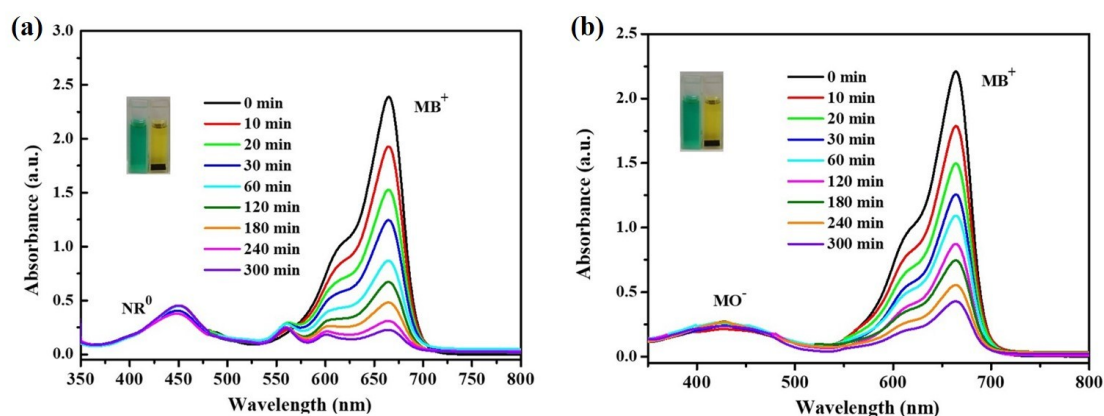 (a)
3.0
2.5
2.0
1.5
1.0
0.5
0.0
Absorbance (a.u.)
350 400 450 500 550 600 650 700 750 800
Wavelength (nm)
0 min
10 min
20 min
30 min
60 min
120 min
180 min
240 min
300 min
MB+
NR0
(b)
2.5
2.0
1.5
1.0
0.5
0.0
Absorbance (a.u.)
400 500 600 700 800
Wavelength (nm)
0 min
10 min
20 min
30 min
60 min
120 min
180 min
240 min
300 min
MB+
MO-